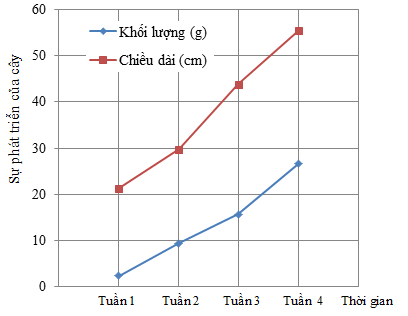 60
50
40
30
20
10
0
Sự phát triển của cây
Khối lượng (g)
Chiều dài (cm)
Tuần 1 Tuần 2 Tuần 3 Tuần 4 Thời gian